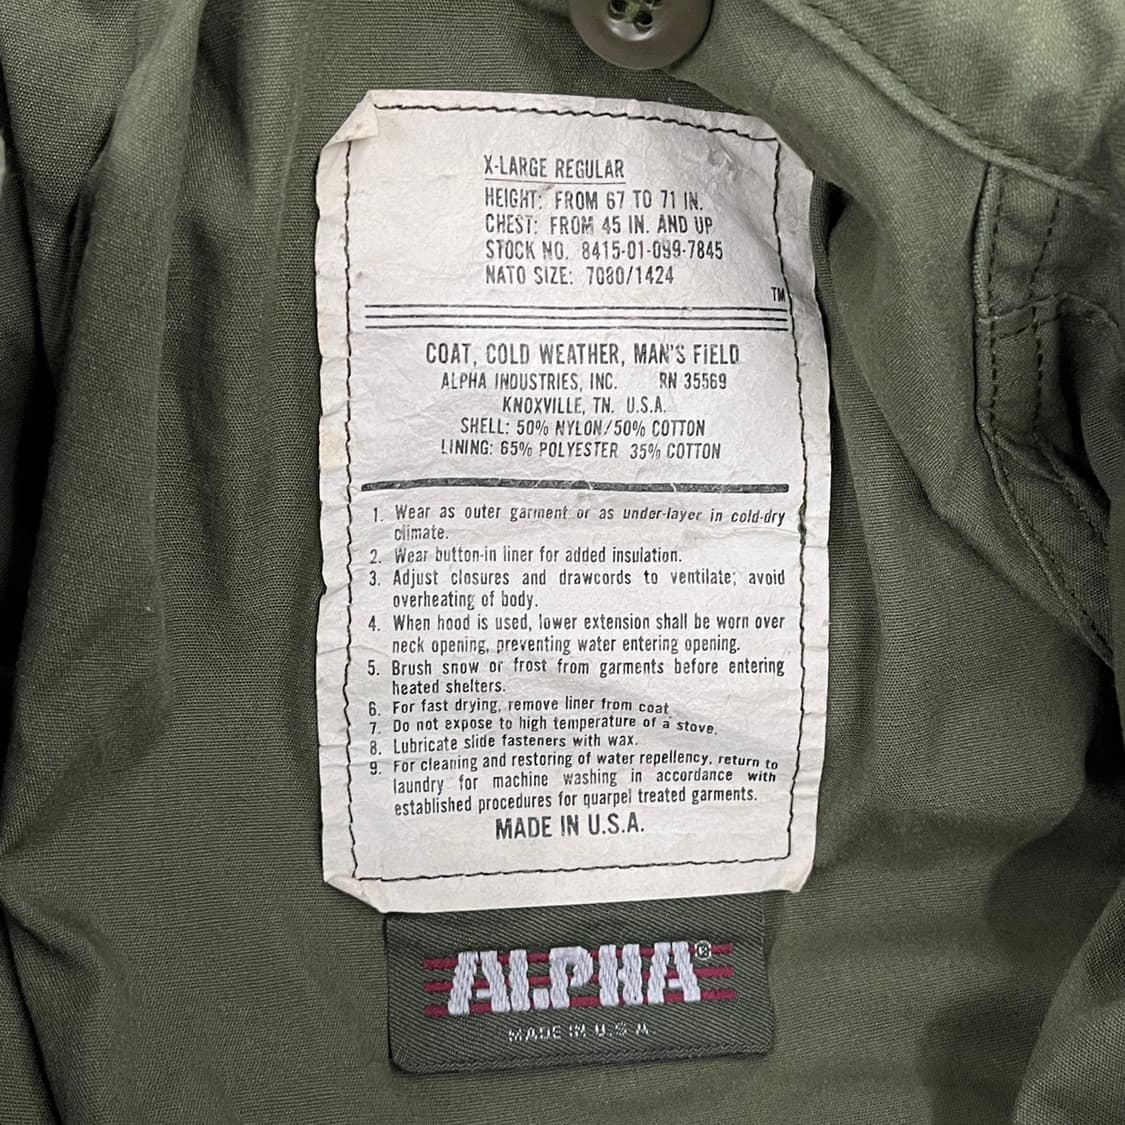 X-LARGE REGULAR
HEIGHT: FROM 67 TO 71 IN.
CHEST: FROM 45 IN. AND UP
STOCK NO. 8415-01-099-7845
NATO SIZE: 7080/1424
TM
COAT, COLD WEATHER, MAN'S FIELD
ALPHA INDUSTRIES, INC. RN 35569
KNOXVILLE, TN. U.S.A.
SHELL: 50% NYLON/50% COTTON
LINING: 65% POLYESTER 35% COTTON
1. Wear as outer garment or as under-layer in cold-dry
climate.
2. Wear button-in liner for added insulation.
3. Adjust closures and drawcords to ventilate; avoid
overheating of body.
4. When hood is used, lower extension shall be worn over
neck opening, preventing water entering opening.
5. Brush snow or frost from garments before entering
heated shelters.
6. For fast drying, remove liner from coat
7. Do not expose to high temperature of a stove.
8. Lubricate slide fasteners with wax.
9. For cleaning and restoring of water repellency, return to
laundry for machine washing in accordance with
established procedures for quarpel treated garments.
MADE IN U.S.A.
ALPHA®
MADE IN U.S.A.